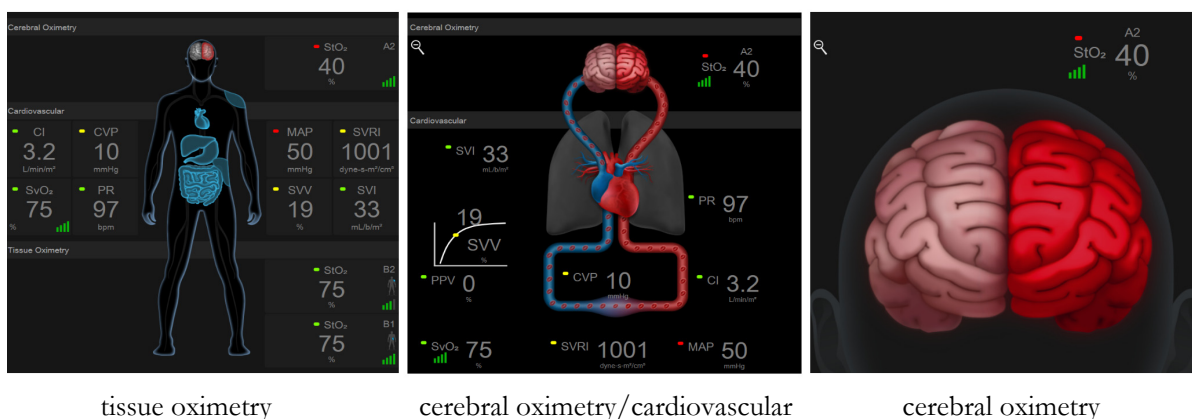 Cerebral Oximetry
StO₂ A2
40
%
Cardiovascular
CI CVP MAP SVRI
3.2 10 50 1001
L/min/m² mmHg mmHg dyne-s-m²/cm⁵
SvO₂ PR SVV SVI
75 97 19 33
% bpm % mL/b/m²
Tissue Oximetry
StO₂ B2
75
%
StO₂ B1
75
%
Cerebral Oximetry
A2
StO₂ 40
%
Cardiovascular
SVI 33
mL/b/m²
PR 97
bpm
19
SVV
%
PPV 0
%
CVP 10
mmHg
CI 3.2
L/min/m²
SvO₂ 75
%
SVRI 1001
dyne-s-m²/cm⁵
MAP 50
mmHg
A2
StO₂ 40
%
tissue oximetry
cerebral oximetry/cardiovascular
cerebral oximetry